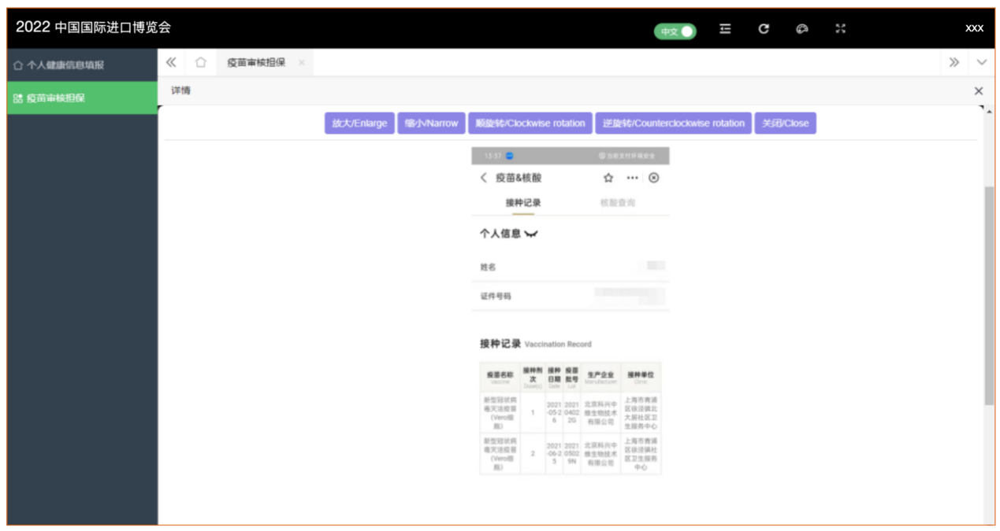 2022 中国国际进口博览会
中文
xxx
个人健康信息填报
疫苗审核担保
疫苗审核担保
详情
放大/Enlarge
缩小/Narrow
顺旋转/Clockwise rotation
逆旋转/Counterclockwise rotation
关闭/Close
13:37
当前支付环境安全
疫苗&核酸
接种记录
核酸查询
个人信息
姓名
证件号码
接种记录 Vaccination Record
疫苗名称
Vaccine
接种剂
次
Dose(s)
接种
日期
Date
疫苗
批号
Lot
生产企业
Manufacturer
接种单位
Clinic
新型冠状病
毒灭活疫苗
(Vero细
胞)
1
2021
-05-2
6
2021
0402
2G
北京科兴中
维生物技术
有限公司
上海市青浦
区徐泾镇北
大居社区卫
生服务中心
新型冠状病
毒灭活疫苗
(Vero细
胞)
2
2021
-06-2
5
2021
0502
9N
北京科兴中
维生物技术
有限公司
上海市青浦
区徐泾镇社
区卫生服务
中心